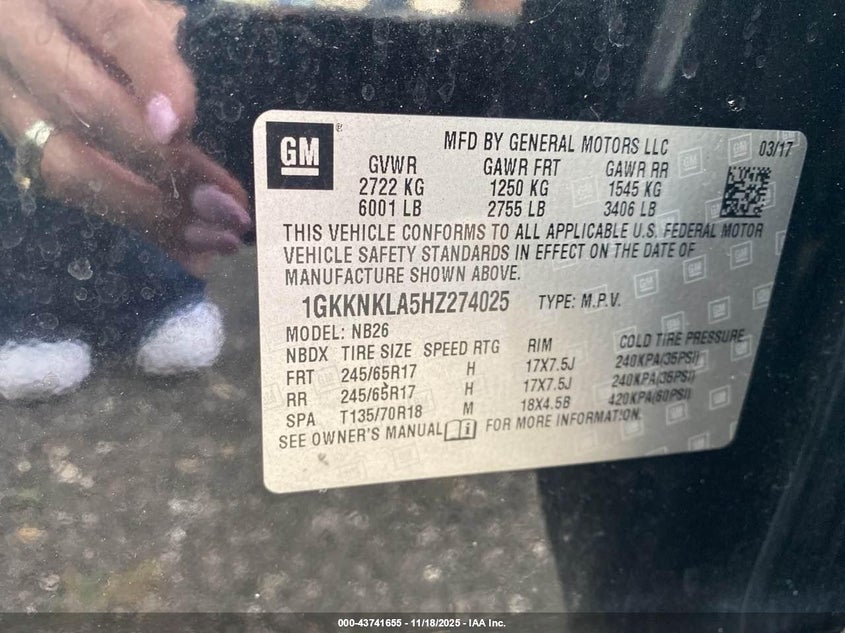 GM
MFD BY GENERAL MOTORS LLC 03/17
GVWR GAWR FRT GAWR RR
2722 KG 1250 KG 1545 KG
6001 LB 2755 LB 3406 LB
THIS VEHICLE CONFORMS TO ALL APPLICABLE U.S. FEDERAL MOTOR
VEHICLE SAFETY STANDARDS IN EFFECT ON THE DATE OF
MANUFACTURE SHOWN ABOVE.
1GKKNKLA5HZ274025 TYPE: M.P.V.
MODEL: NB26
NBDX TIRE SIZE SPEED RTG RIM COLD TIRE PRESSURE
FRT 245/65R17 H 17X7.5J 240KPA(35PSI)
RR 245/65R17 H 17X7.5J 240KPA(35PSI)
SPA T135/70R18 M 18X4.5B 420KPA(60PSI)
SEE OWNER'S MANUAL FOR MORE INFORMATION.
000-43741655 — 11/18/2025 — IAA Inc.